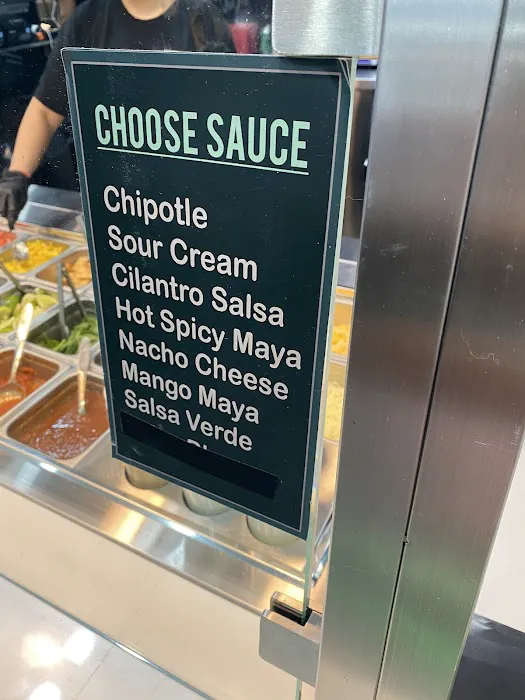 CHOOSE SAUCE
Chipotle
Sour Cream
Cilantro Salsa
Hot Spicy Maya
Nacho Cheese
Mango Maya
Salsa Verde